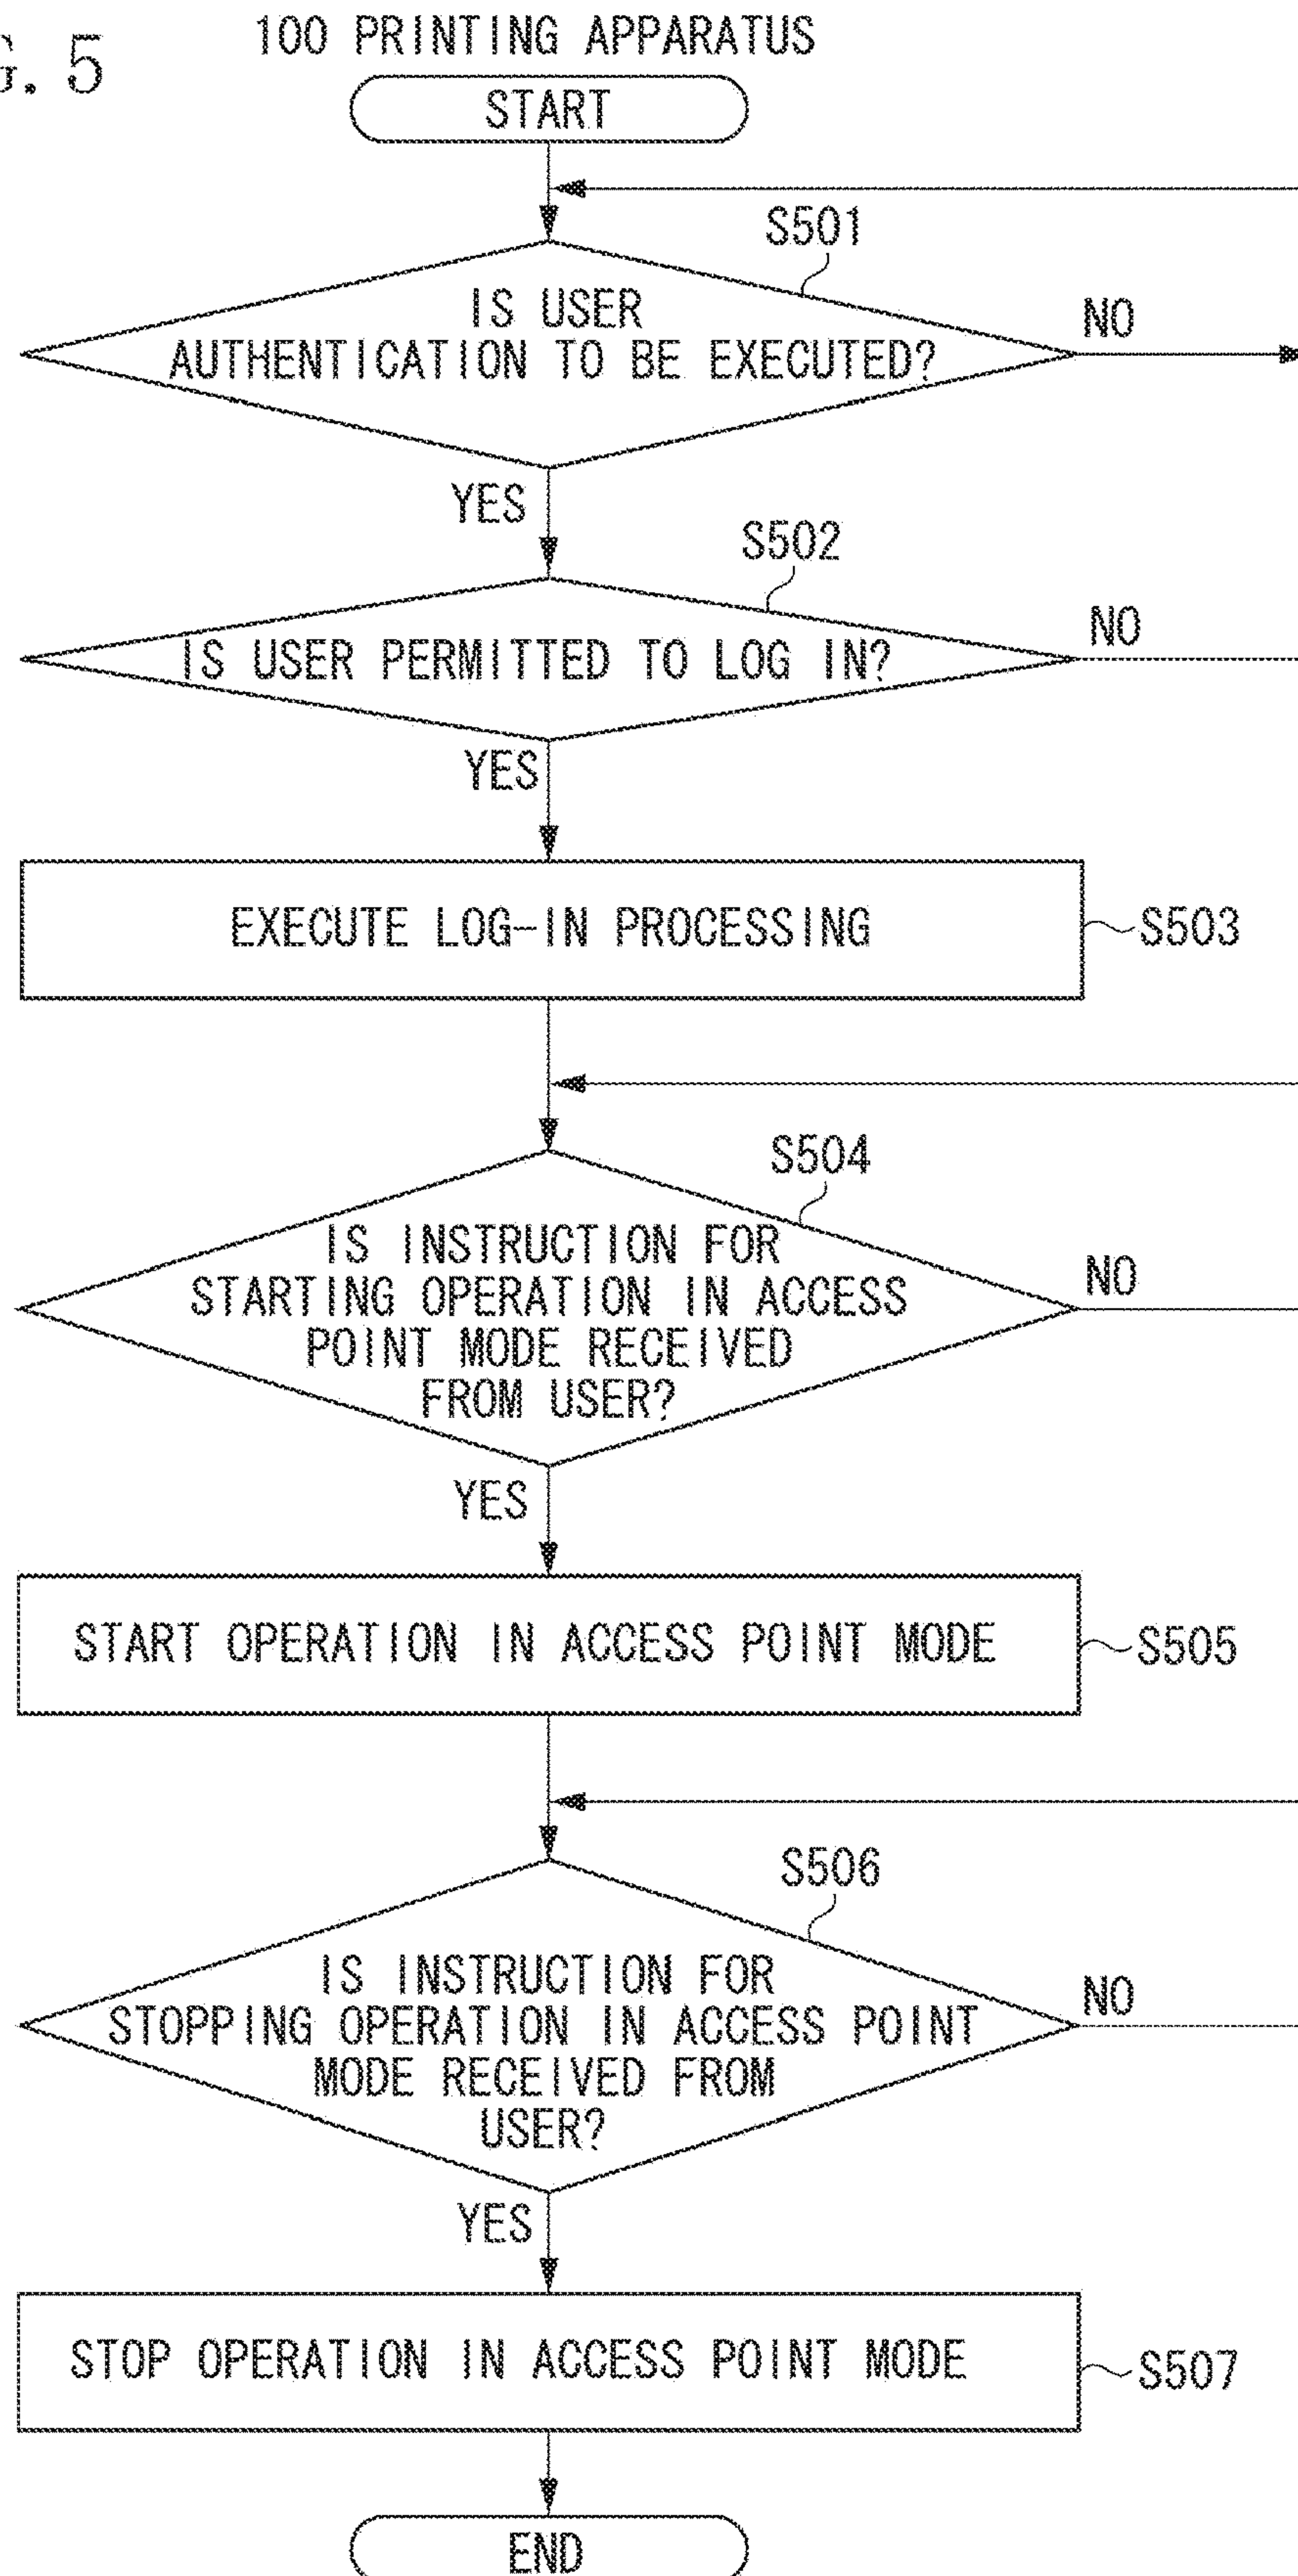 G. 5
100 PRINTING APPARATUS
START
S501
IS USER
AUTHENTICATION TO BE EXECUTED?
NO
YES
S502
IS USER PERMITTED TO LOG IN?
NO
YES
EXECUTE LOG-IN PROCESSING
S503
S504
IS INSTRUCTION FOR
STARTING OPERATION IN ACCESS
POINT MODE RECEIVED
FROM USER?
NO
YES
START OPERATION IN ACCESS POINT MODE
S505
S506
IS INSTRUCTION FOR
STOPPING OPERATION IN ACCESS POINT
MODE RECEIVED FROM
USER?
NO
YES
STOP OPERATION IN ACCESS POINT MODE
S507
END